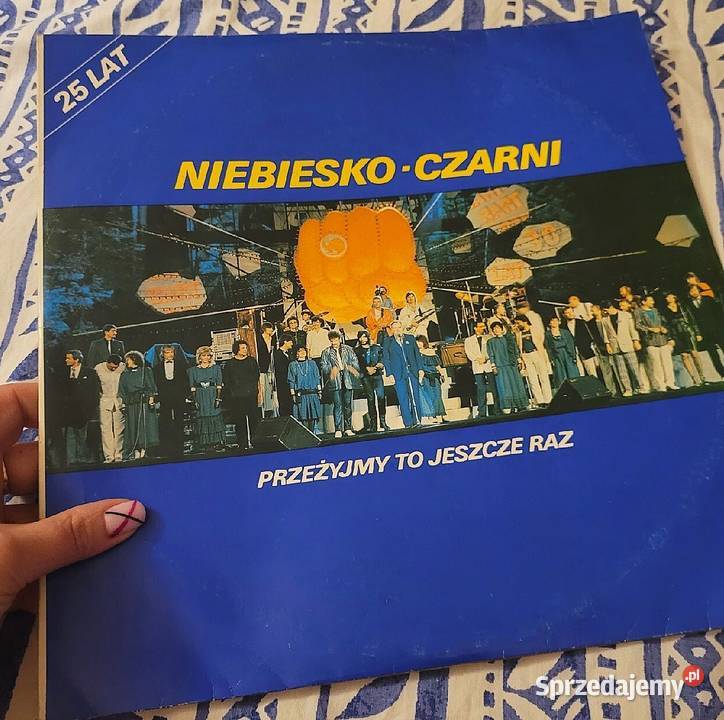 25 LAT
NIEBIESKO·CZARNI
PRZEŻYJMY TO JESZCZE RAZ
Sprzedajemy.pl